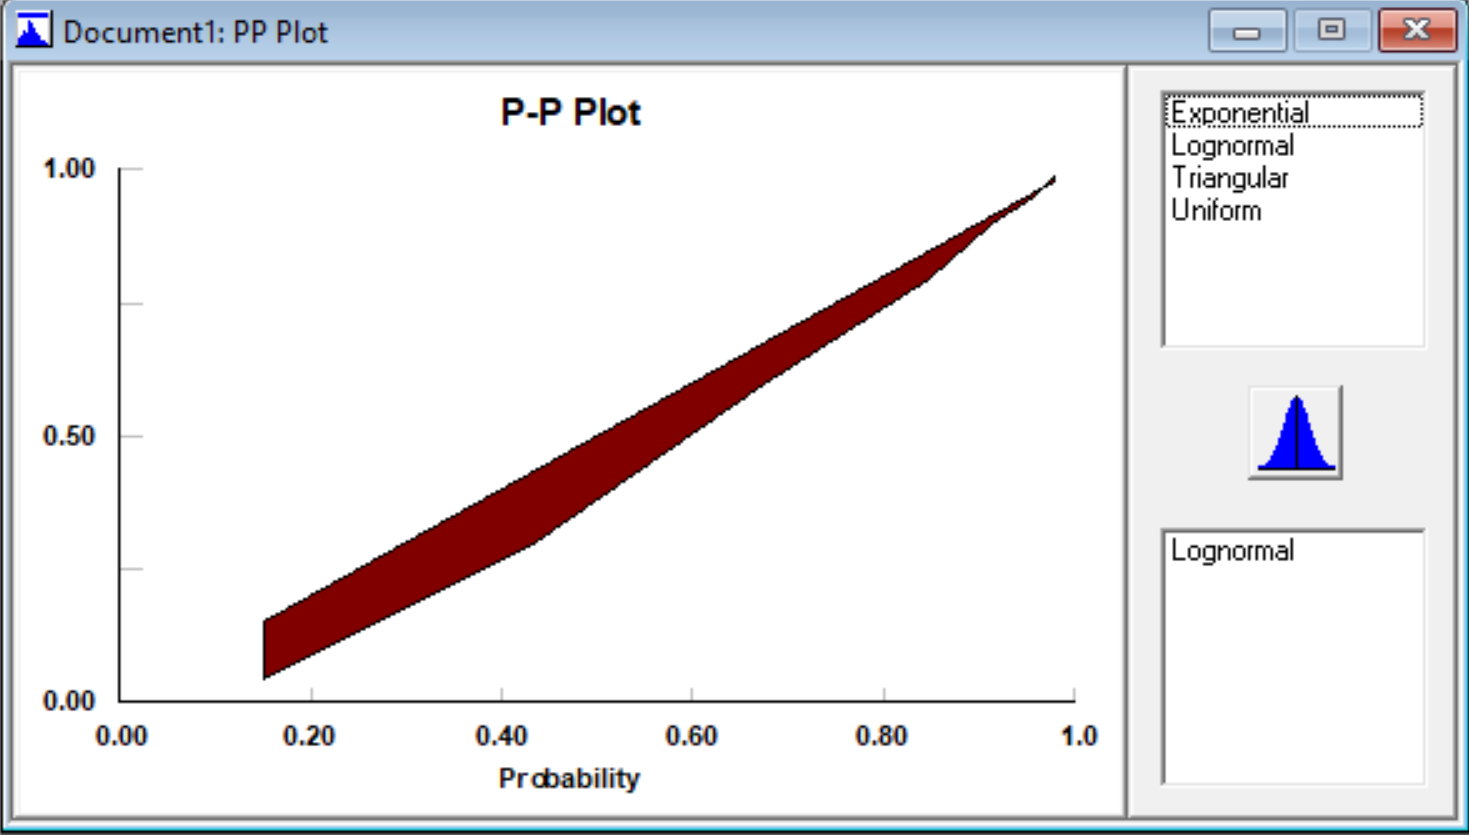 Document1: PP Plot
P-P Plot
1.00
0.50
0.00
0.00 0.20 0.40 0.60 0.80 1.0
Probability
Exponential
Lognormal
Triangular
Uniform
Lognormal